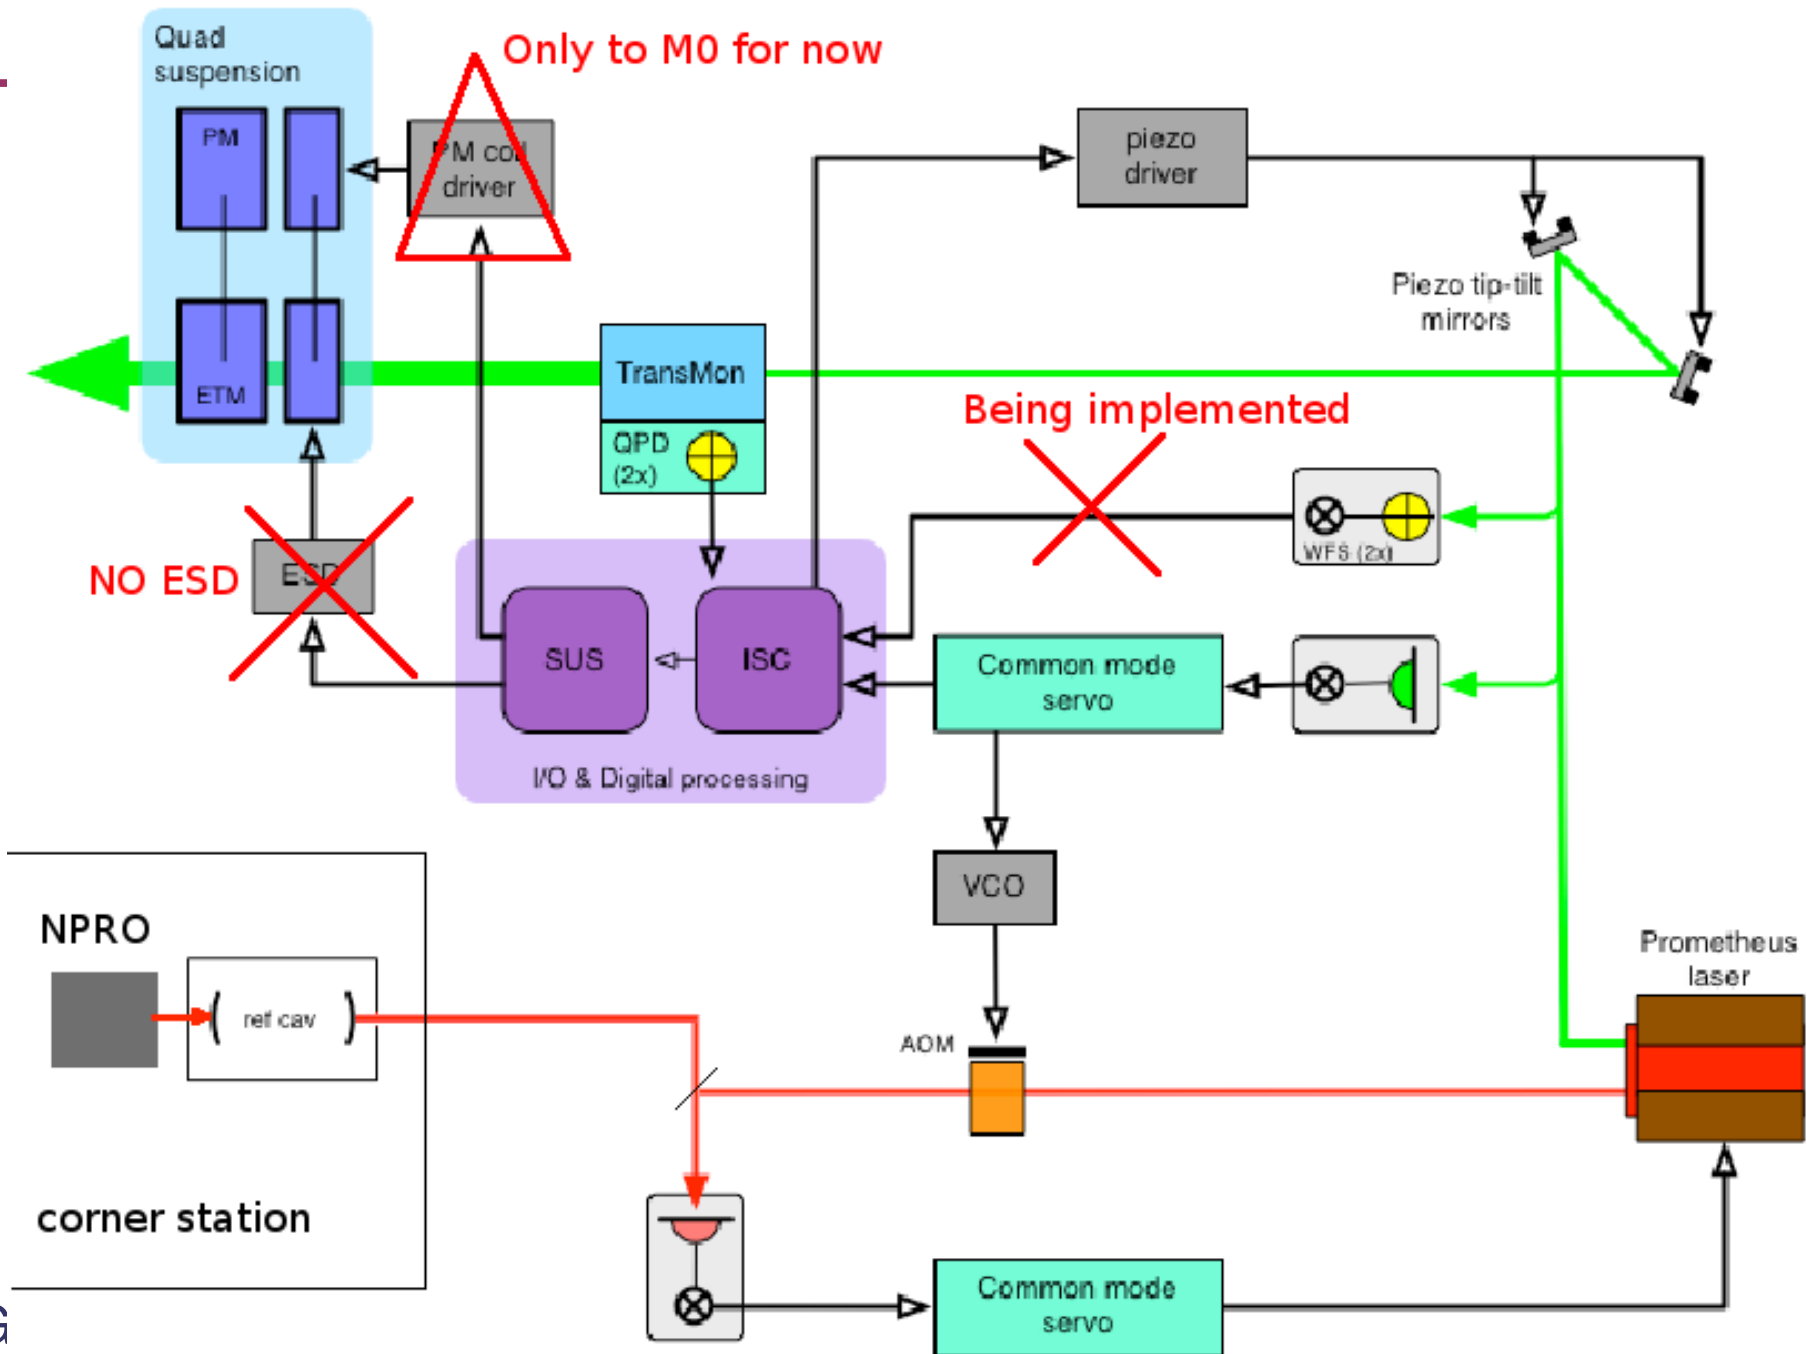 Quad
suspension
Only to M0 for now
PM
PM coil
driver
piezo
driver
Piezo tip-tilt
mirrors
ETM
TransMon
QPD
(2x)
Being implemented
WFS (2x)
NO ESD
ESD
SUS
ISC
Common mode
servo
I/O & Digital processing
VCO
NPRO
ref cav
AOM
Prometheus
laser
corner station
Common mode
servo